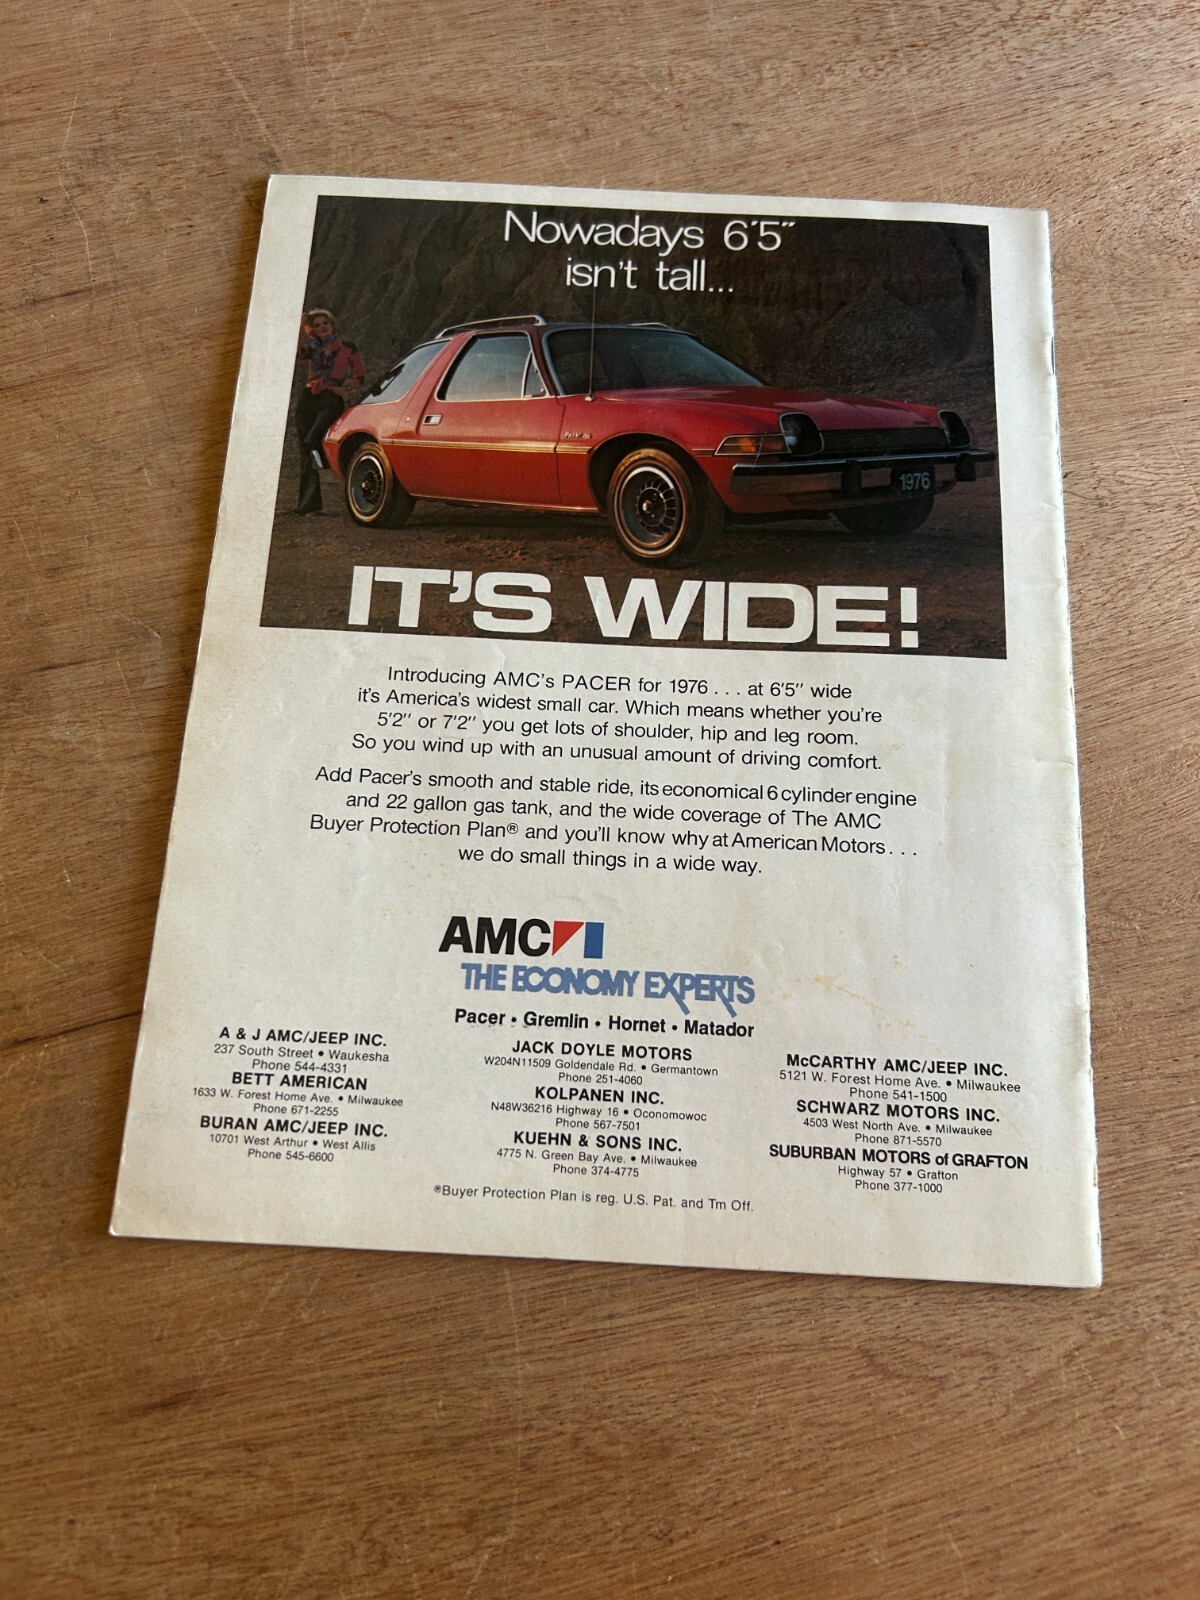 Nowadays 6'5"
isn't tall...
Pacer
1976
IT'S WIDE!
Introducing AMC's PACER for 1976 . . . at 6'5" wide
it's America's widest small car. Which means whether you're
5'2" or 7'2" you get lots of shoulder, hip and leg room.
So you wind up with an unusual amount of driving comfort.
Add Pacer's smooth and stable ride, its economical 6 cylinder engine
and 22 gallon gas tank, and the wide coverage of The AMC
Buyer Protection Plan® and you'll know why at American Motors . . .
we do small things in a wide way.
AMC
THE ECONOMY EXPERTS
Pacer • Gremlin • Hornet • Matador
A & J AMC/JEEP INC.
237 South Street • Waukesha
Phone 544-4331
BETT AMERICAN
1633 W. Forest Home Ave. • Milwaukee
Phone 671-2255
BURAN AMC/JEEP INC.
10701 West Arthur • West Allis
Phone 545-6600
JACK DOYLE MOTORS
W204N11509 Goldendale Rd. • Germantown
Phone 251-4060
KOLPANEN INC.
N48W36216 Highway 16 • Oconomowoc
Phone 567-7501
KUEHN & SONS INC.
4775 N. Green Bay Ave. • Milwaukee
Phone 374-4775
McCARTHY AMC/JEEP INC.
5121 W. Forest Home Ave. • Milwaukee
Phone 541-1500
SCHWARZ MOTORS INC.
4503 West North Ave. • Milwaukee
Phone 871-5570
SUBURBAN MOTORS of GRAFTON
Highway 57 • Grafton
Phone 377-1000
®Buyer Protection Plan is reg. U.S. Pat. and Tm Off.